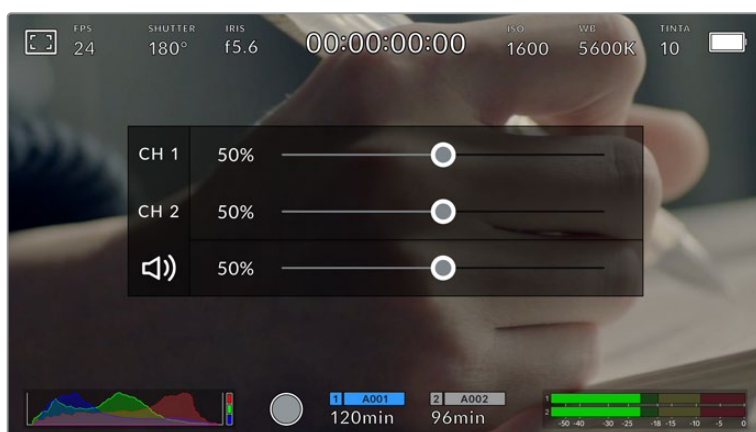 FPS SHUTTER IRIS ISO WB TINTA
24 180° f5.6 00:00:00:00 1600 5600K 10
CH 1 50%
CH 2 50%
50%
1 A001 2 A002
120min 96min
1
2
-50 -40 -30 -25 -18 -15 -10 -5 0